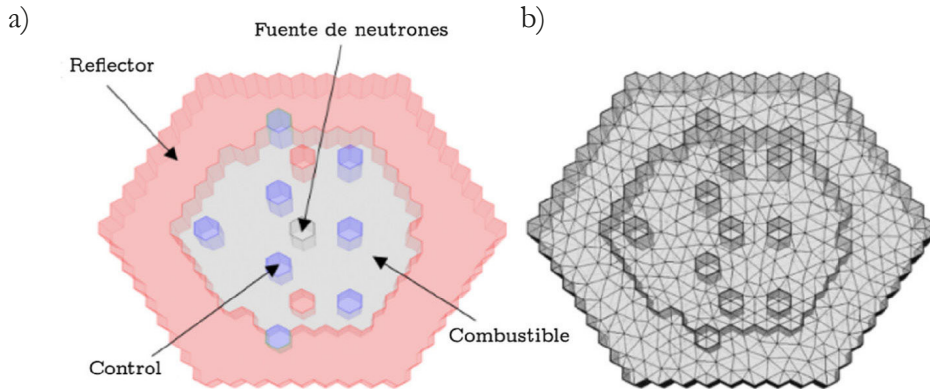 a)
b)
Fuente de neutrones
Reflector
Combustible
Control